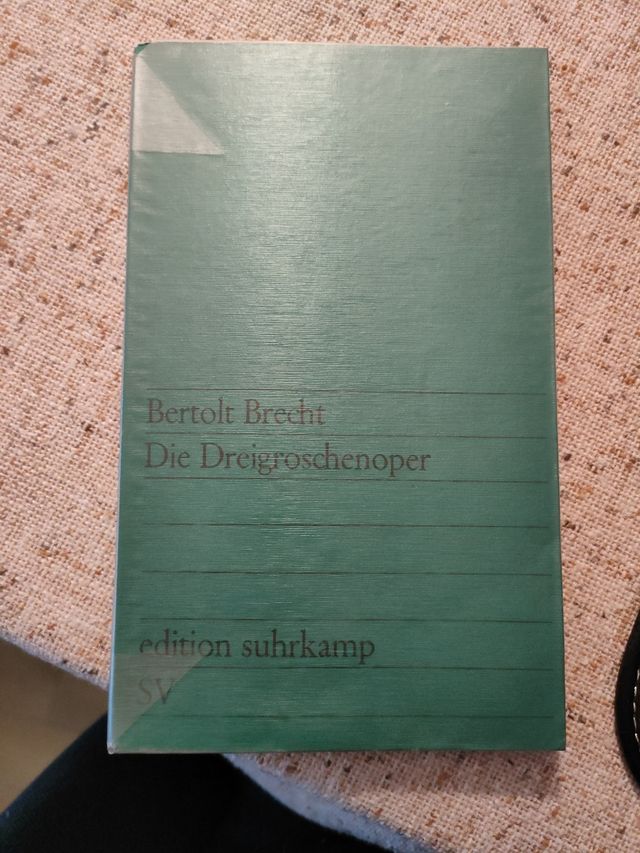 Bertolt Brecht
Die Dreigroschenoper
edition suhrkamp
SV